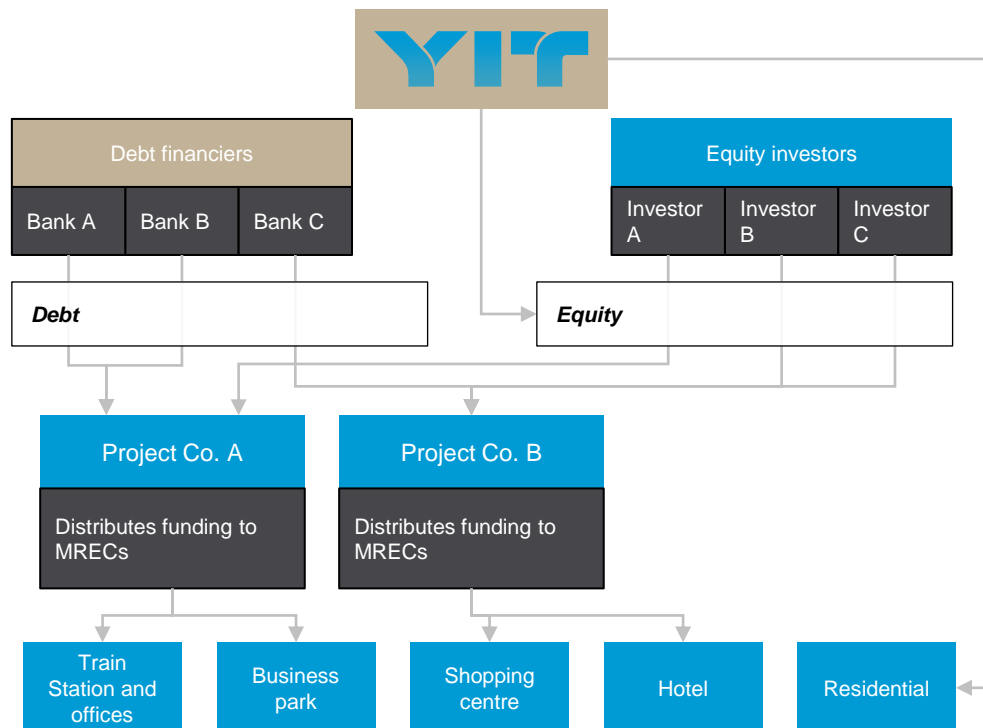 YIT
Debt financiers
Equity investors
Bank A
Bank B
Bank C
Investor
A
Investor
B
Investor
C
Debt
Equity
Project Co. A
Project Co. B
Distributes funding to
MRECs
Distributes funding to
MRECs
Train
Station and
offices
Business
park
Shopping
centre
Hotel
Residential